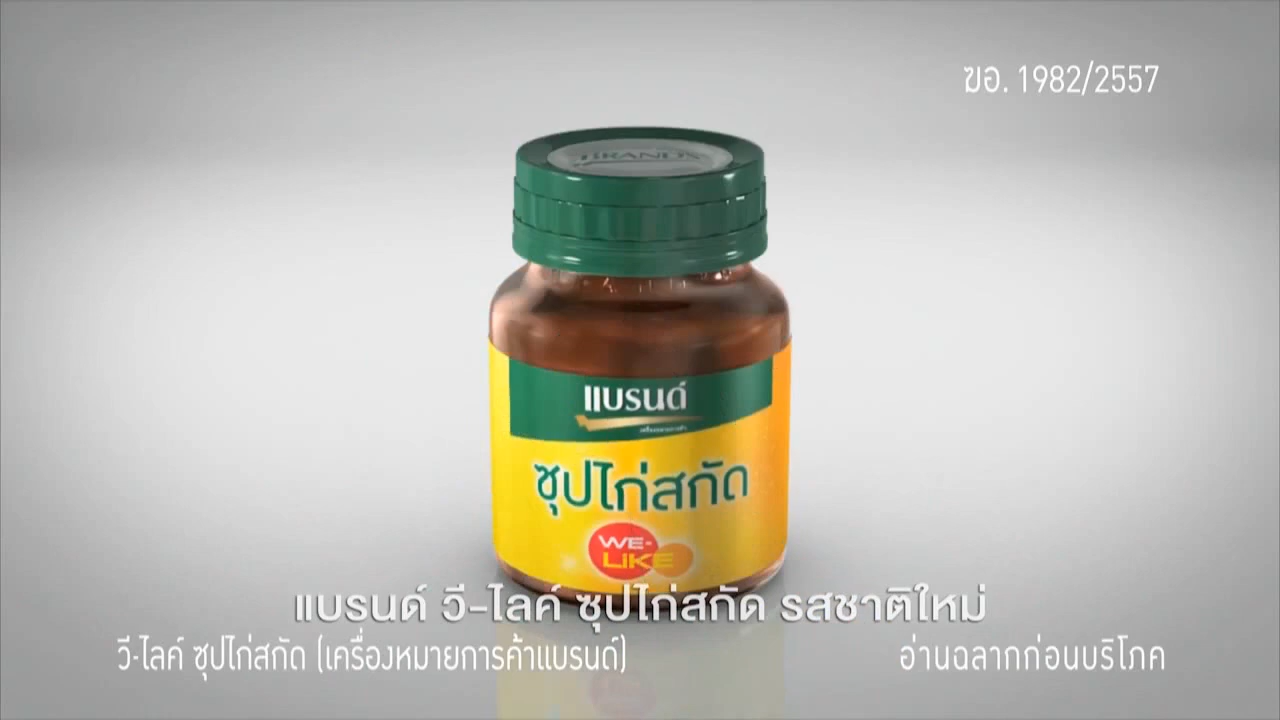 ฆอ. 1982/2557
BRAND'S
แบรนด์
ซุปไก่สกัด
WE-
LIKE
แบรนด์ วี-ไลค์ ซุปไก่สกัด รสชาติใหม่
วี-ไลค์ ซุปไก่สกัด (เครื่องหมายการค้าแบรนด์)
อ่านฉลากก่อนบริโภค